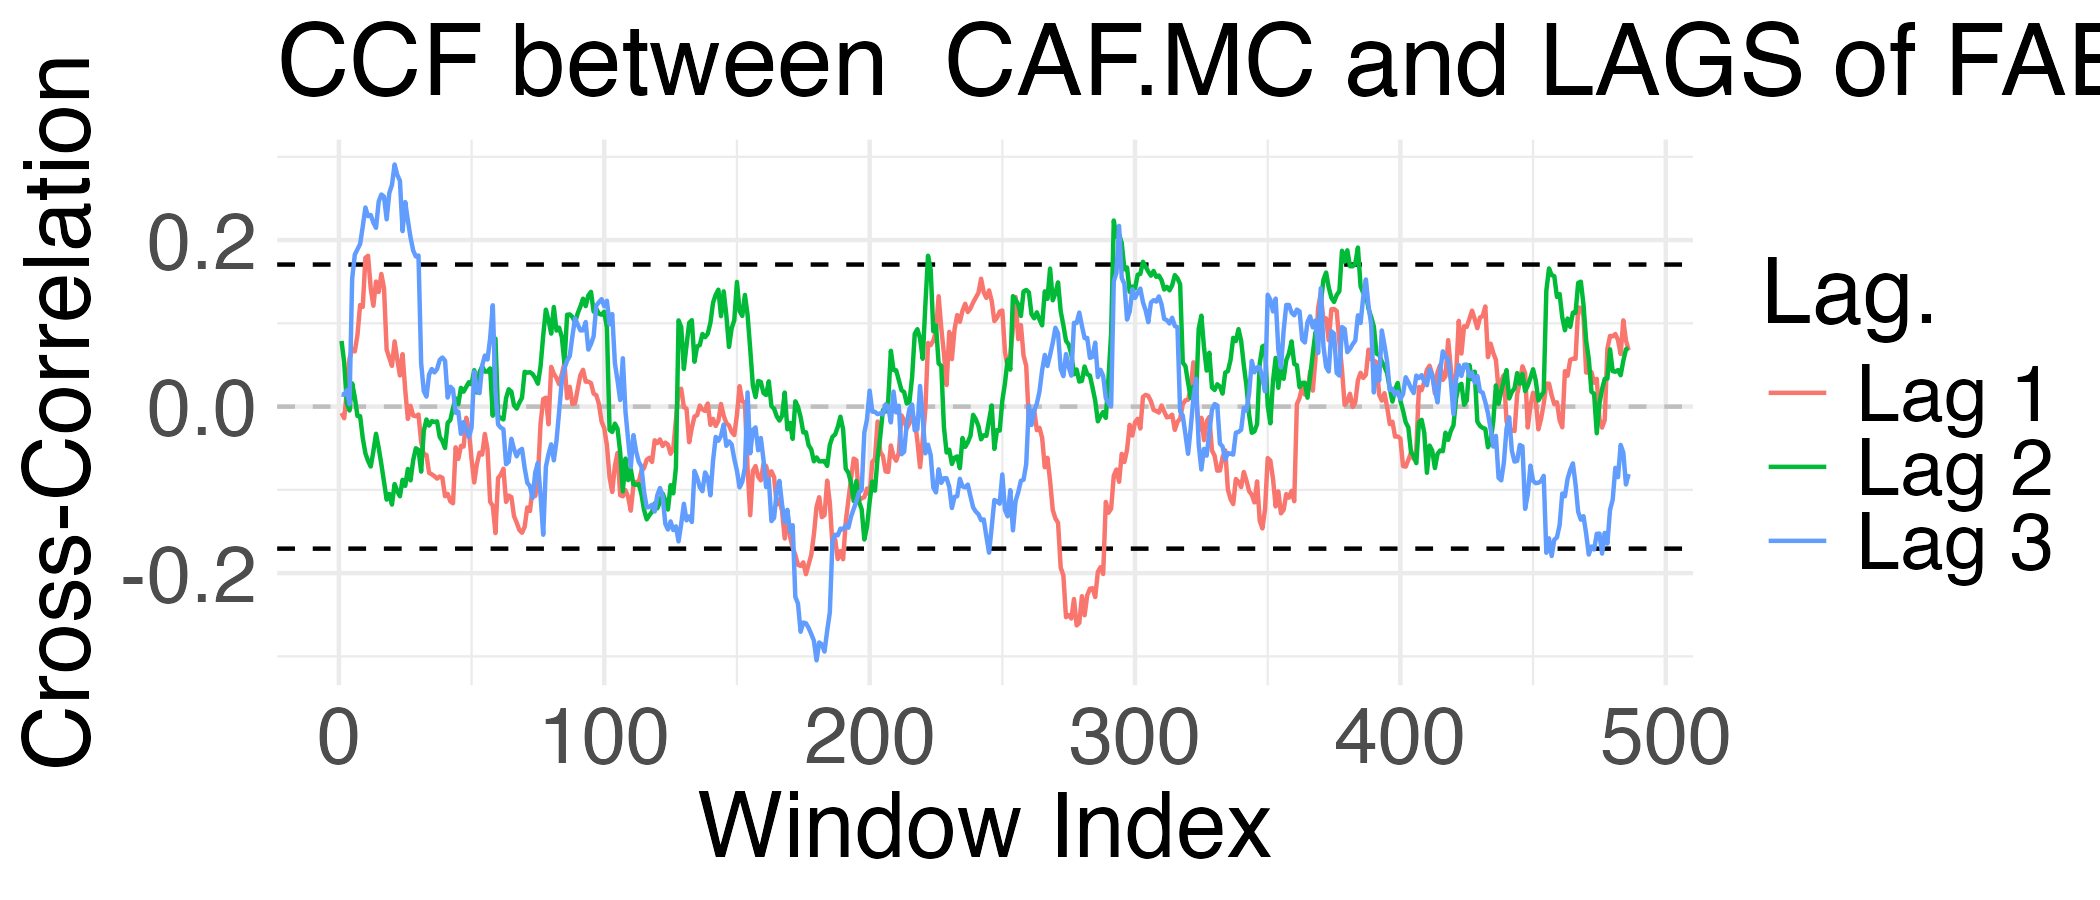 CCF between CAF.MC and LAGS of
Cross-Correlation
0.2
0.0
-0.2
0
100
200
300
400
500
Window Index
Lag.
Lag 1
Lag 2
Lag 3